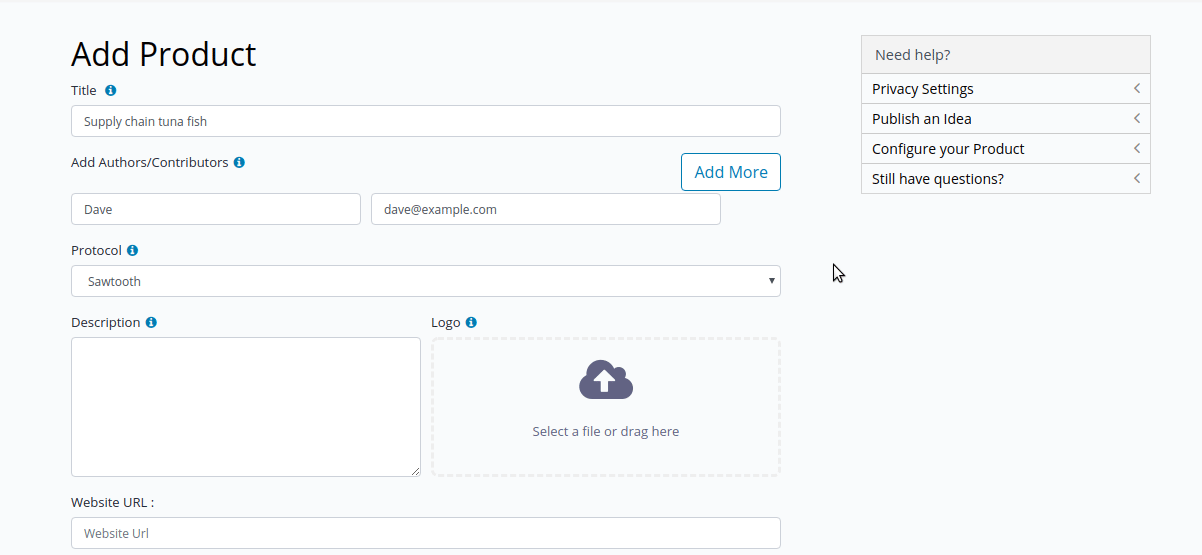 Add Product
Title
Supply chain tuna fish
Add Authors/Contributors
Add More
Dave
dave@example.com
Protocol
Sawtooth
Description
Logo
Select a file or drag here
Website URL :
Website Url
Need help?
Privacy Settings
Publish an Idea
Configure your Product
Still have questions?